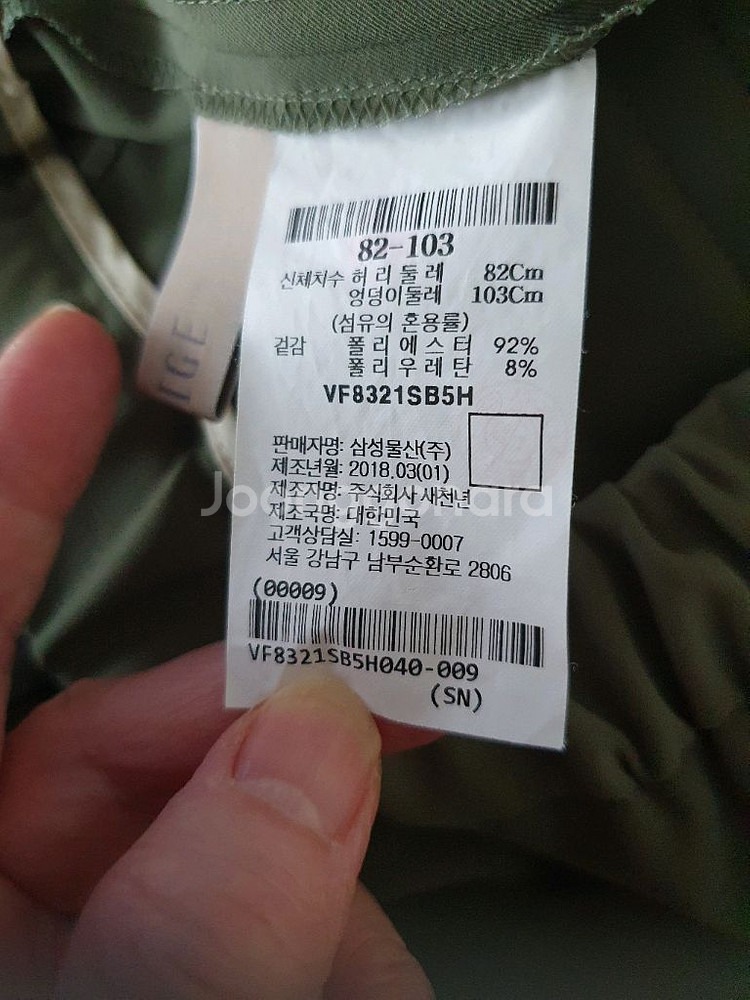 82-103
신체치수 허 리 둘 레 82Cm
엉덩이둘레 103Cm
(섬유의 혼용률)
겉감 폴 리 에 스 터 92%
폴 리 우 레 탄 8%
VF8321SB5H
판매자명: 삼성물산(주)
제조년월: 2018.03(01)
제조자명: 주식회사 새천년
제조국명: 대한민국
고객상담실: 1599-0007
서울 강남구 남부순환로 2806
(00009)
VF8321SB5H040-009
(SN)
IGE